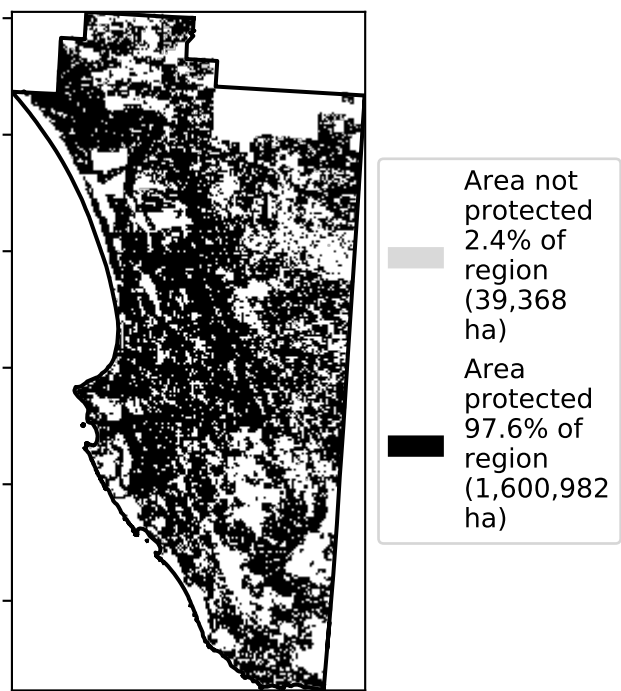 Area not
protected
2.4% of
region
(39,368
ha)
Area
protected
97.6% of
region
(1,600,982
ha)